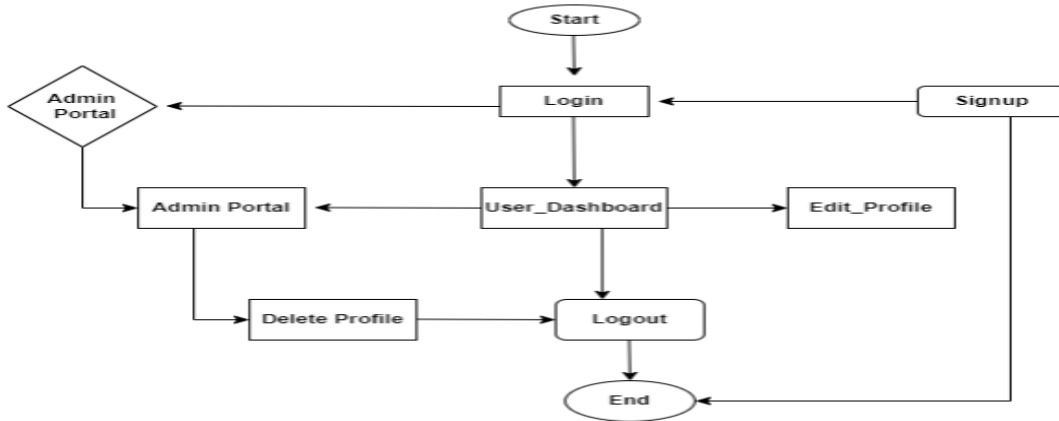 Start
Admin
Portal
Login
Signup
Admin Portal
User_Dashboard
Edit_Profile
Delete Profile
Logout
End